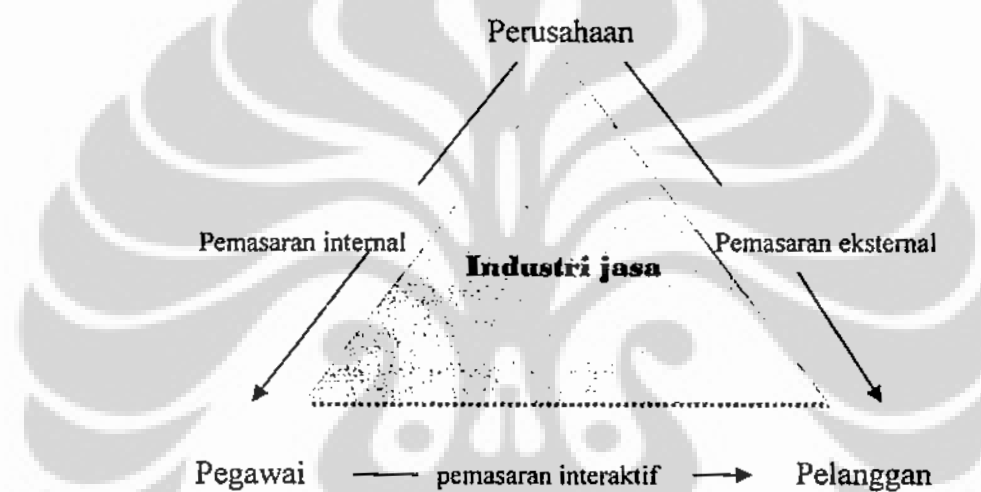 Perusahaan
Pemasaran internal
Pemasaran eksternal
Industri jasa
Pegawai
pemasaran interaktif
Pelanggan